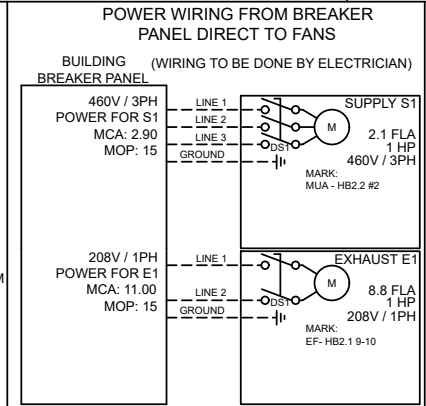 POWER WIRING FROM BREAKER
PANEL DIRECT TO FANS
BUILDING
BREAKER PANEL
(WIRING TO BE DONE BY ELECTRICIAN)
460V / 3PH
POWER FOR S1
MCA: 2.90
MOP: 15
LINE 1
LINE 2
LINE 3
GROUND
DS1
M
SUPPLY S1
2.1 FLA
1 HP
460V / 3PH
MARK:
MUA - HB2.2 #2
208V / 1PH
POWER FOR E1
MCA: 11.00
MOP: 15
LINE 1
LINE 2
GROUND
DS1
M
EXHAUST E1
8.8 FLA
1 HP
208V / 1PH
MARK:
EF- HB2.1 9-10
M